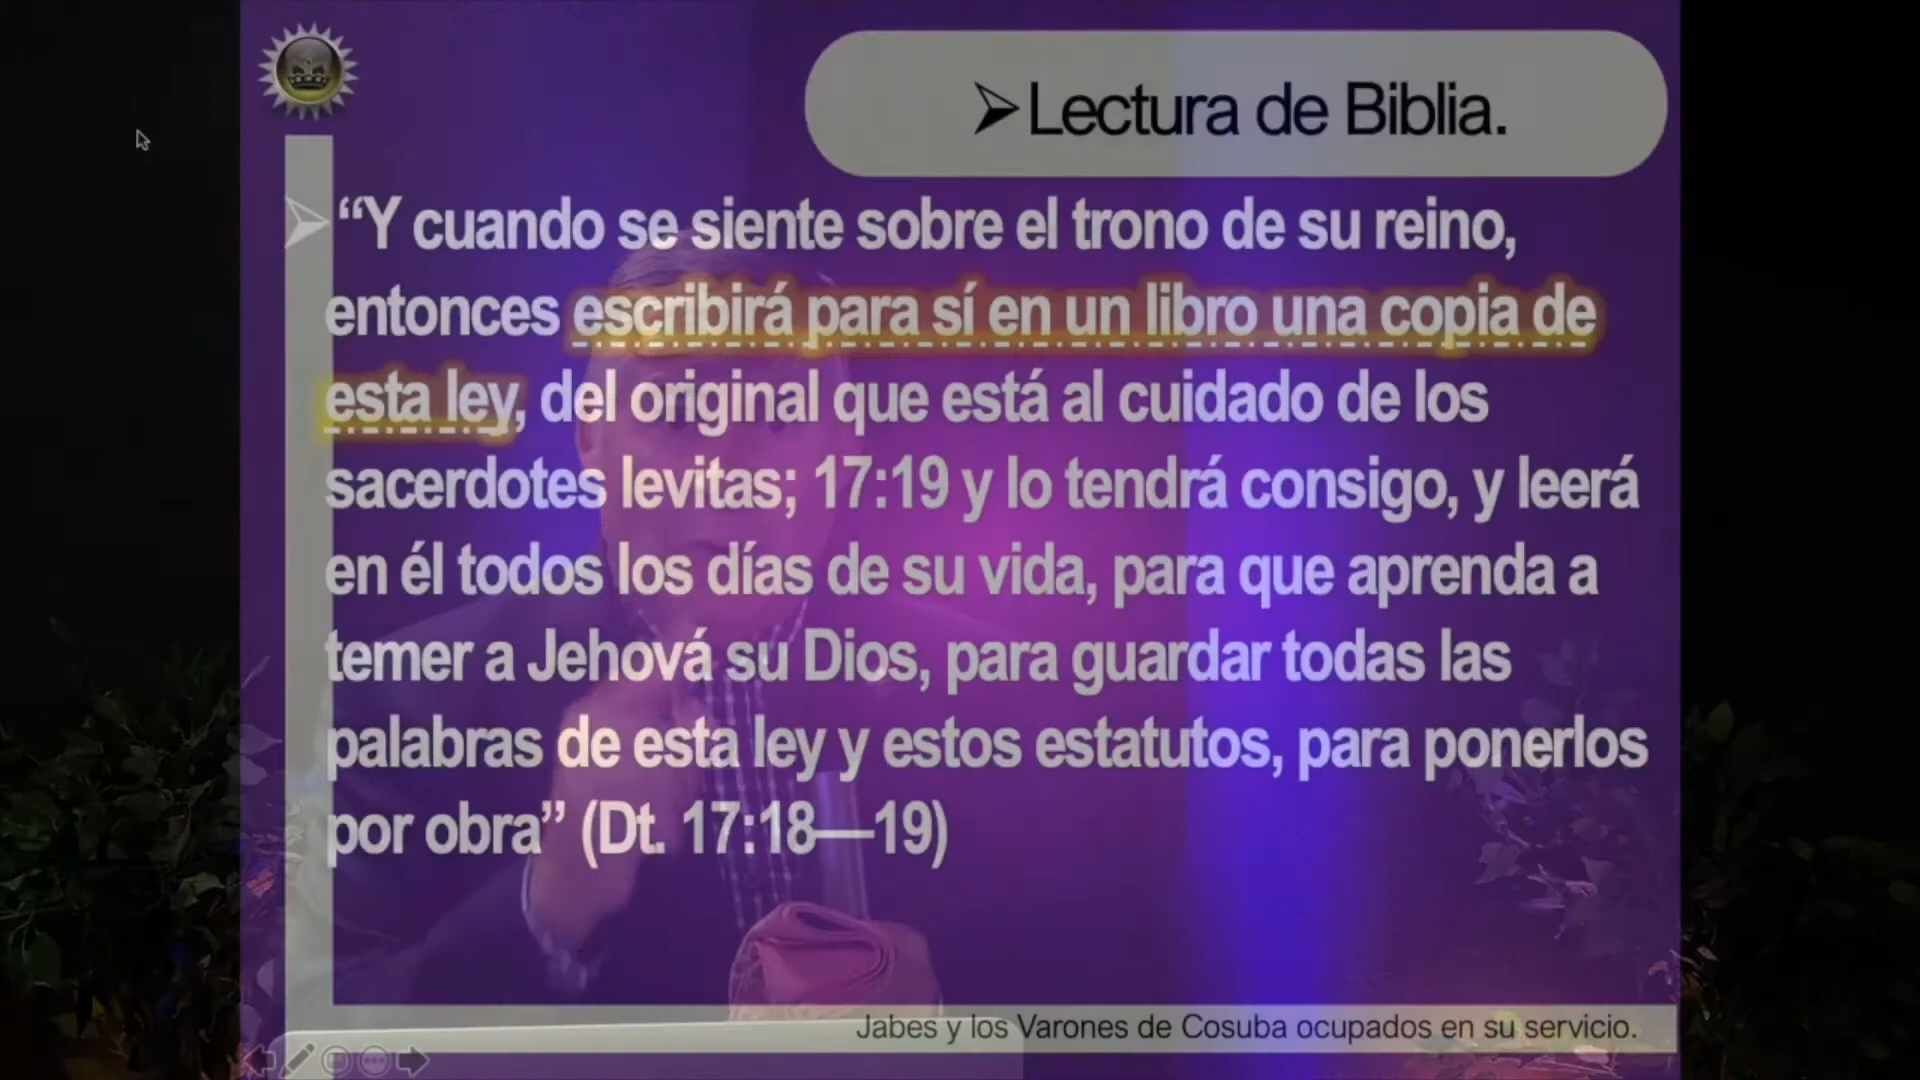 ➢Lectura de Biblia.
➢“Y cuando se siente sobre el trono de su reino,
entonces escribirá para sí en un libro una copia de
esta ley, del original que está al cuidado de los
sacerdotes levitas; 17:19 y lo tendrá consigo, y leerá
en él todos los días de su vida, para que aprenda a
temer a Jehová su Dios, para guardar todas las
palabras de esta ley y estos estatutos, para ponerlos
por obra” (Dt. 17:18—19)
Jabes y los Varones de Cosuba ocupados en su servicio.